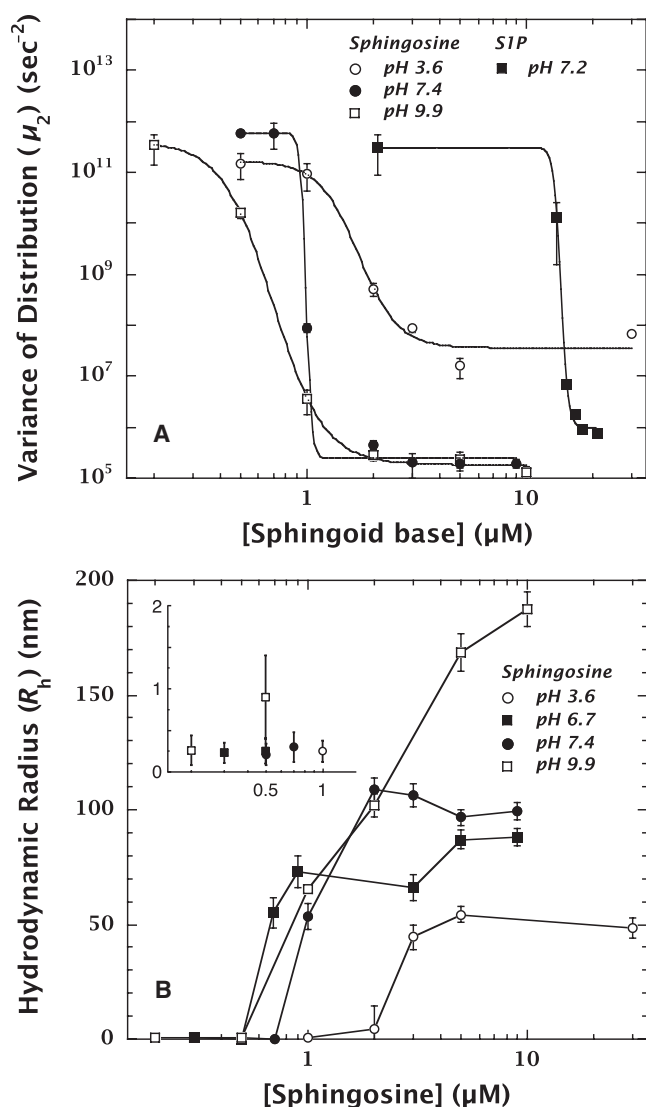 Variance of Distribution (μ2) (sec−2)
10^13
10^11
10^9
10^7
10^5
Sphingosine
pH 3.6
pH 7.4
pH 9.9
S1P
pH 7.2
A
1
10
[Sphingoid base] (μM)
Hydrodynamic Radius (Rh) (nm)
200
150
100
50
0
2
1
0
0.5
1
Sphingosine
pH 3.6
pH 6.7
pH 7.4
pH 9.9
B
1
10
[Sphingosine] (μM)